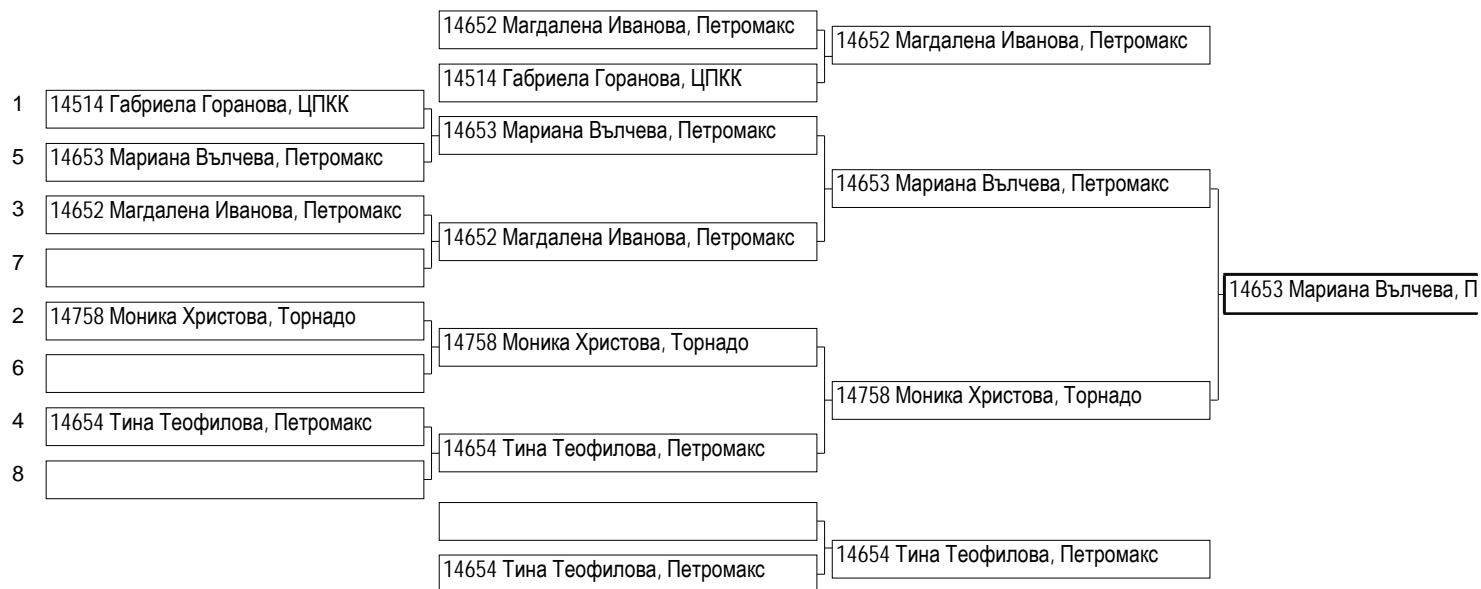 14652 Магдалена Иванова, Петромакс
14652 Магдалена Иванова, Петромакс
14514 Габриела Горанова, ЦПКК
1 14514 Габриела Горанова, ЦПКК
14653 Мариана Вълчева, Петромакс
5 14653 Мариана Вълчева, Петромакс
14653 Мариана Вълчева, Петромакс
3 14652 Магдалена Иванова, Петромакс
14652 Магдалена Иванова, Петромакс
7
14653 Мариана Вълчева, П
2 14758 Моника Христова, Торнадо
14758 Моника Христова, Торнадо
6
14758 Моника Христова, Торнадо
4 14654 Тина Теофилова, Петромакс
14654 Тина Теофилова, Петромакс
8
14654 Тина Теофилова, Петромакс
14654 Тина Теофилова, Петромакс